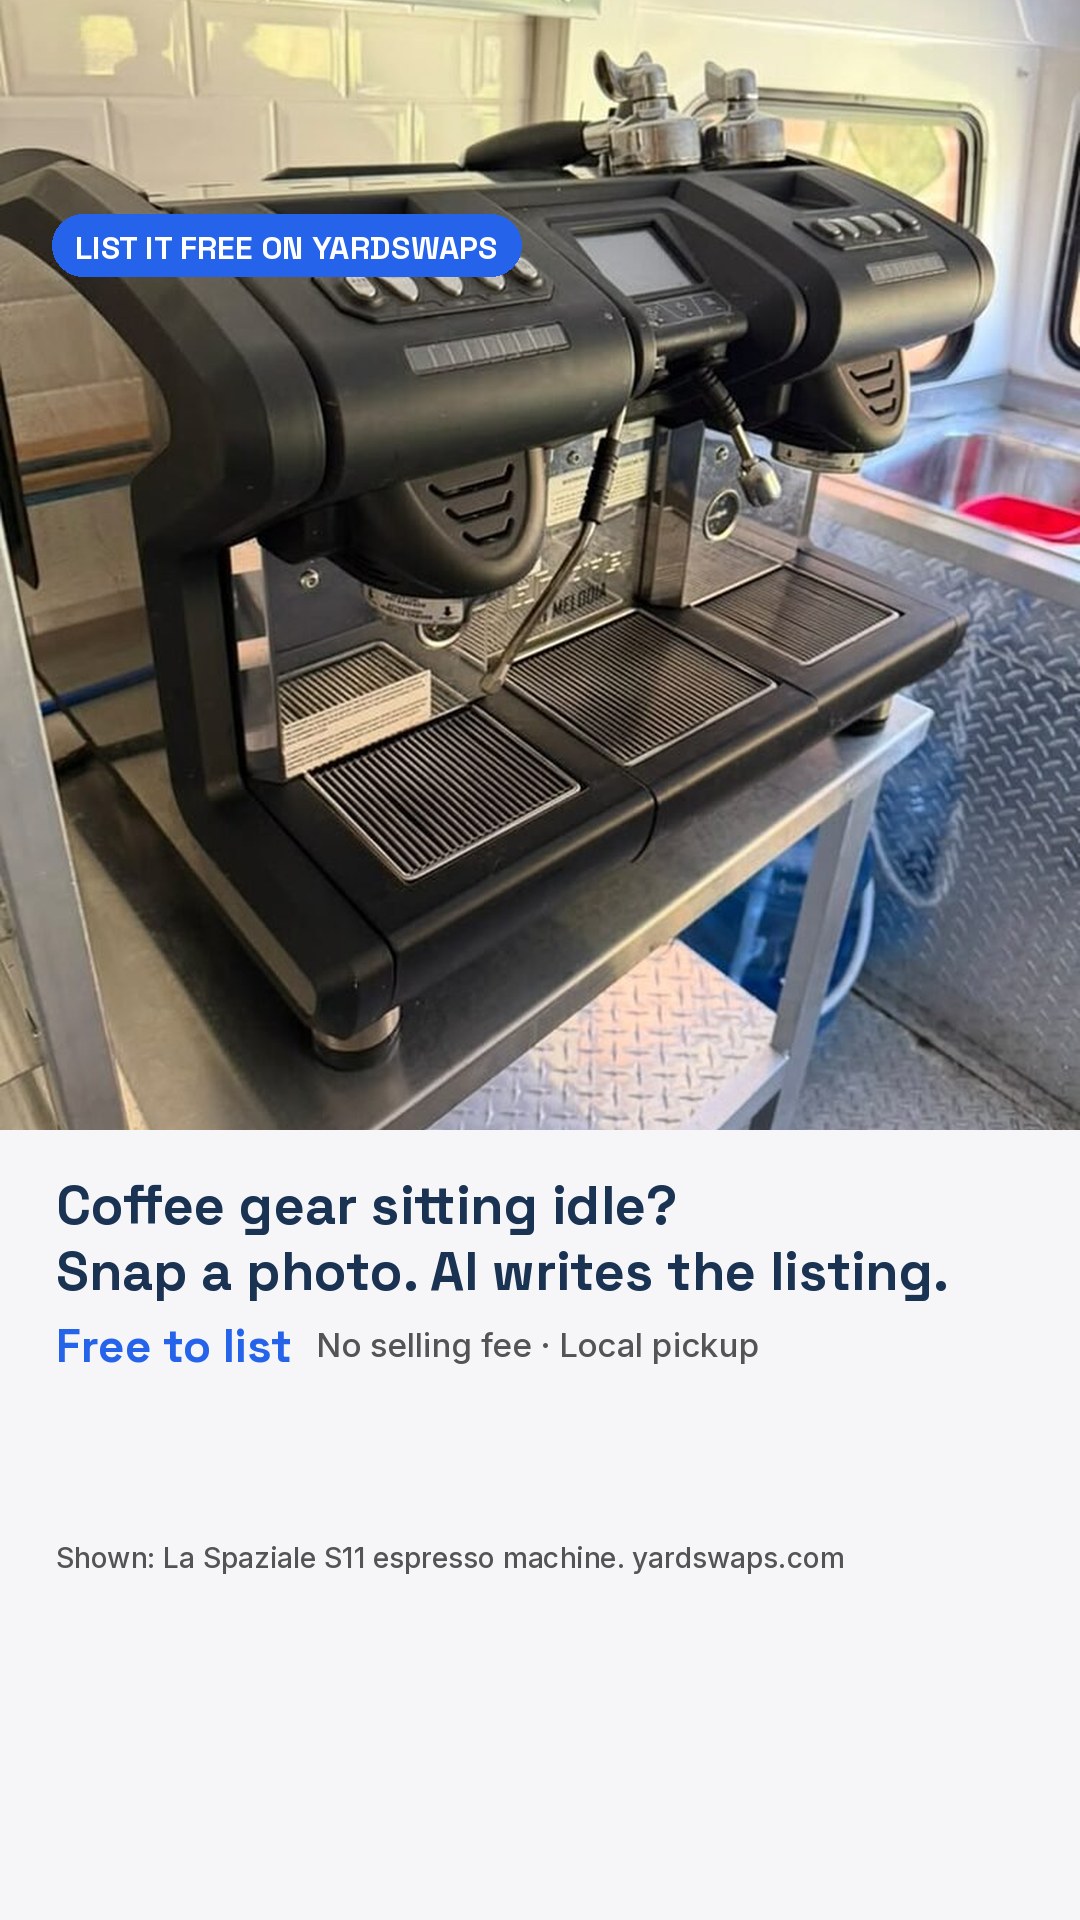 LIST IT FREE ON YARDSWAPS
MELODIA
Coffee gear sitting idle?
Snap a photo. AI writes the listing.
Free to list No selling fee · Local pickup
Shown: La Spaziale S11 espresso machine. yardswaps.com